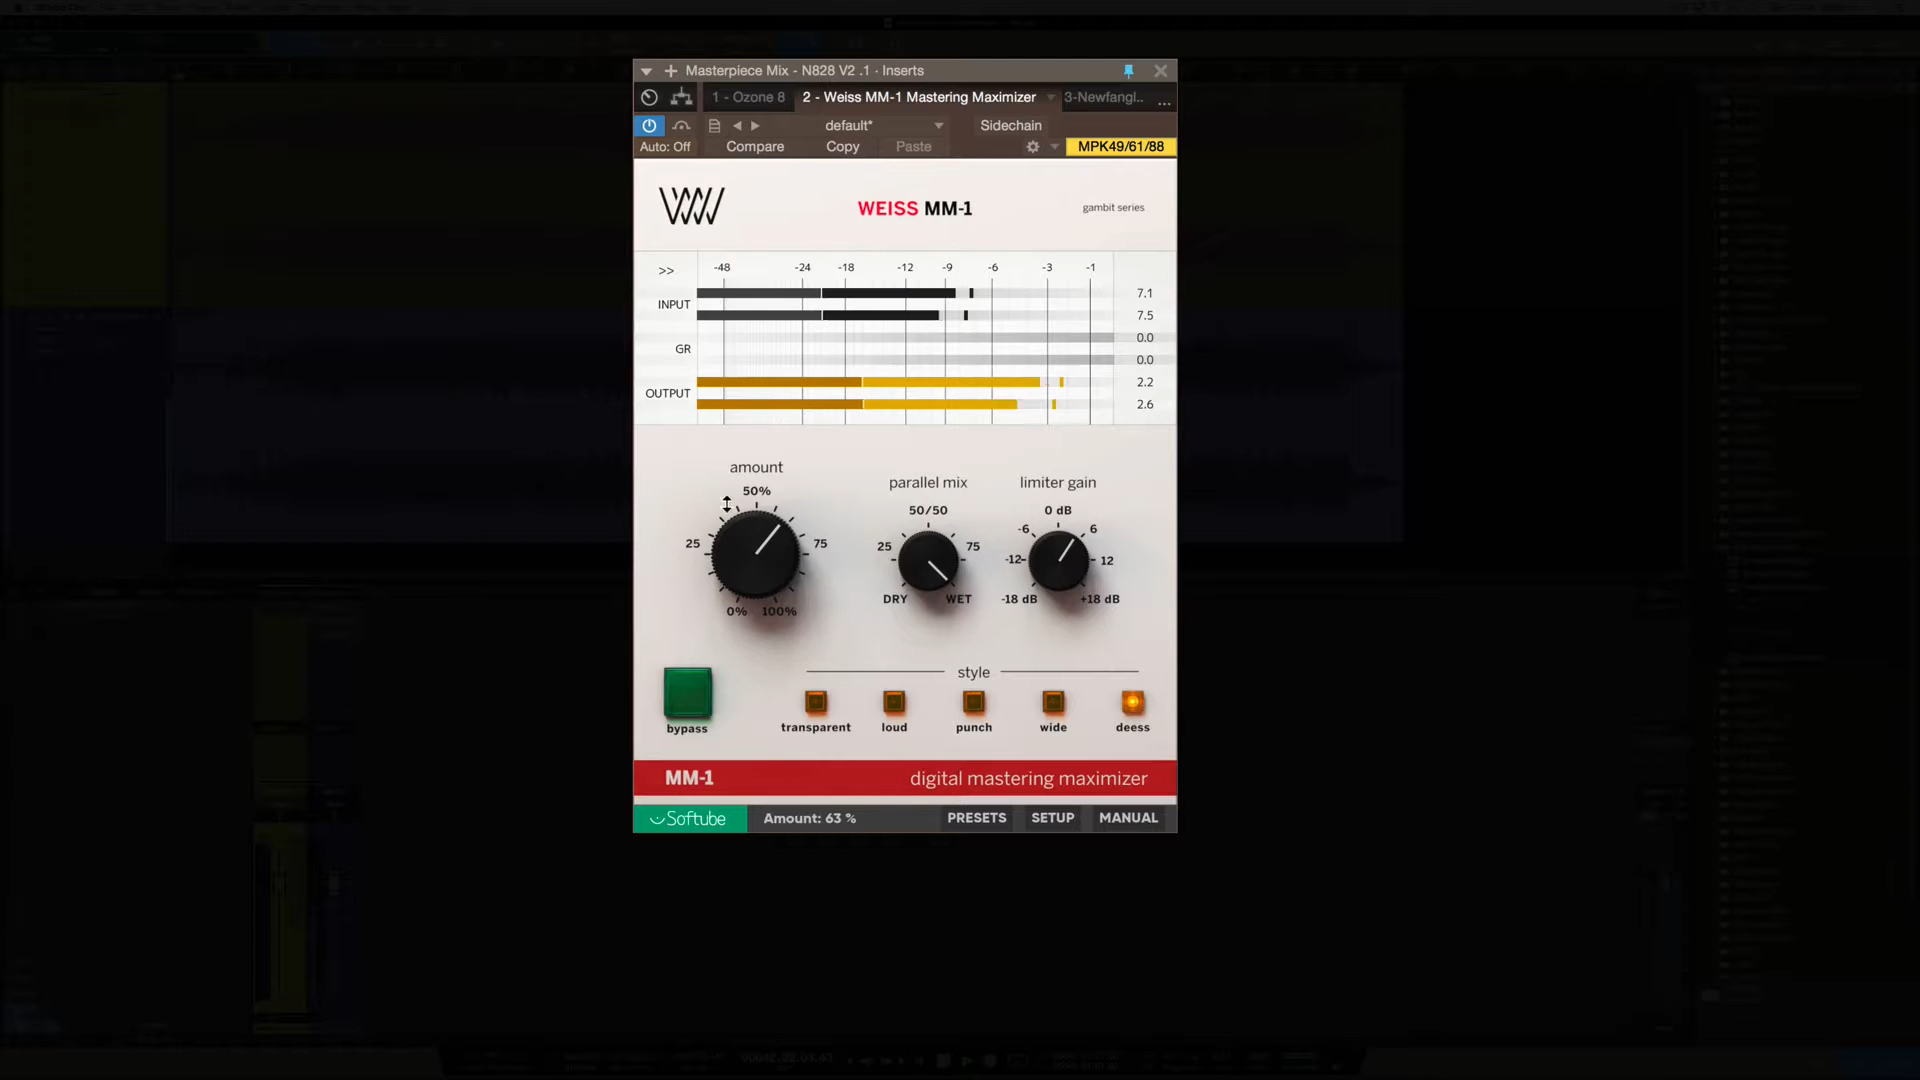 Masterpiece Mix - N828 V2 .1 · Inserts
1 - Ozone 8
2 - Weiss MM-1 Mastering Maximizer
3-Newfangl..
...
default*
Sidechain
Auto: Off
Compare
Copy
Paste
MPK49/61/88
WEISS MM-1
gambit series
>>
-48 -24 -18 -12 -9 -6 -3 -1
INPUT
7.1
7.5
GR
0.0
0.0
OUTPUT
2.2
2.6
amount
50%
25
75
0%
100%
parallel mix
50/50
25
75
DRY
WET
limiter gain
0 dB
-6
6
-12
12
-18 dB
+18 dB
bypass
style
transparent
loud
punch
wide
deess
MM-1
digital mastering maximizer
Softube
Amount: 63 %
PRESETS
SETUP
MANUAL